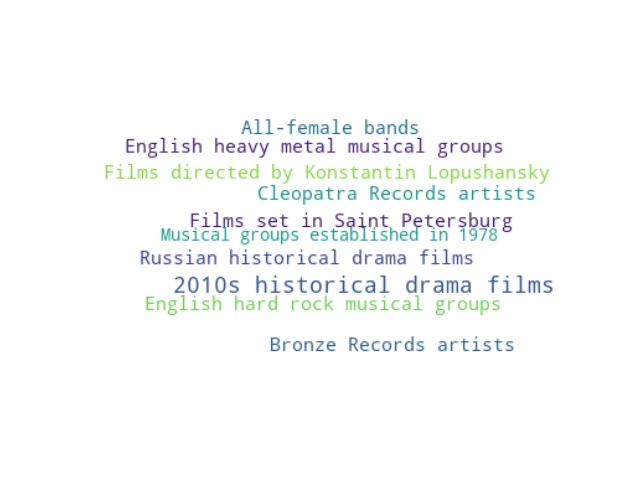 All-female bands
English heavy metal musical groups
Films directed by Konstantin Lopushansky
Cleopatra Records artists
Films set in Saint Petersburg
Musical groups established in 1978
Russian historical drama films
2010s historical drama films
English hard rock musical groups
Bronze Records artists